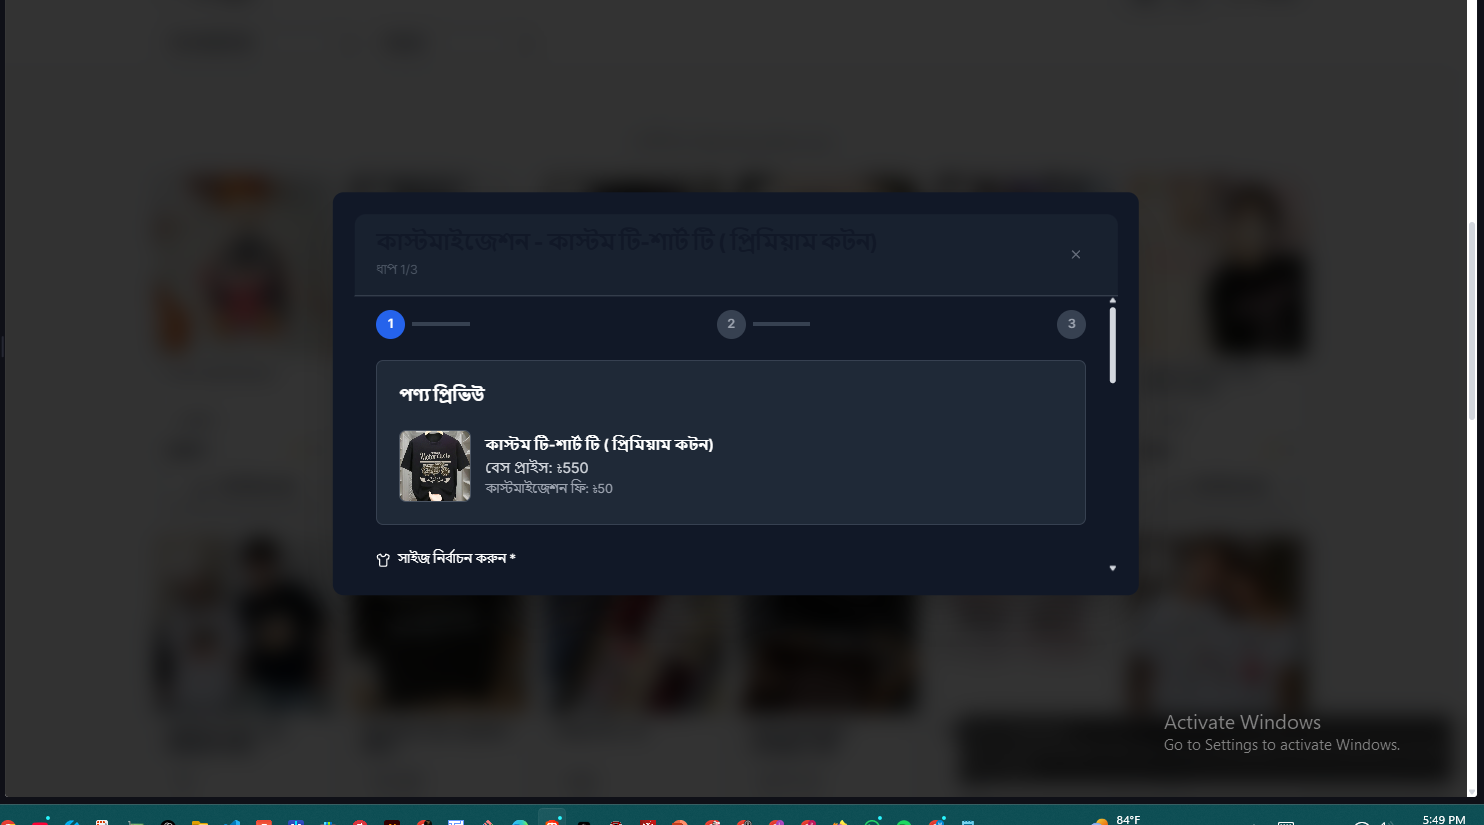 কাস্টমাইজেশন - কাস্টম টি-শার্ট টি ( প্রিমিয়াম কটন)
ধাপ 1/3
×
1
2
3
পণ্য প্রিভিউ
কাস্টম টি-শার্ট টি ( প্রিমিয়াম কটন)
বেস প্রাইস: ৳550
কাস্টমাইজেশন ফি: ৳50
সাইজ নির্বাচন করুন *
Activate Windows
Go to Settings to activate Windows.
84°F
5:49 PM